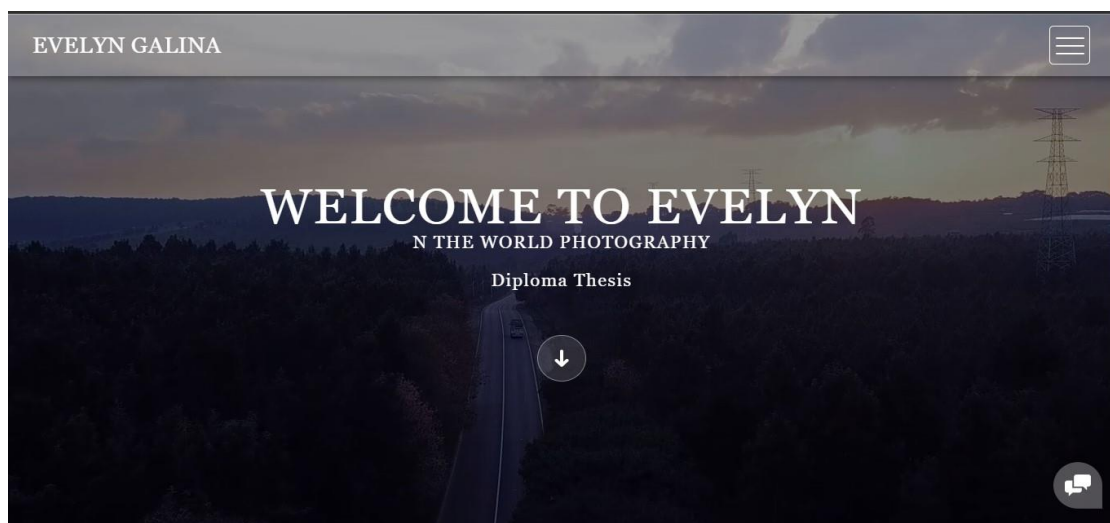 EVELYN GALINA
WELCOME TO EVELYN
N THE WORLD PHOTOGRAPHY
Diploma Thesis